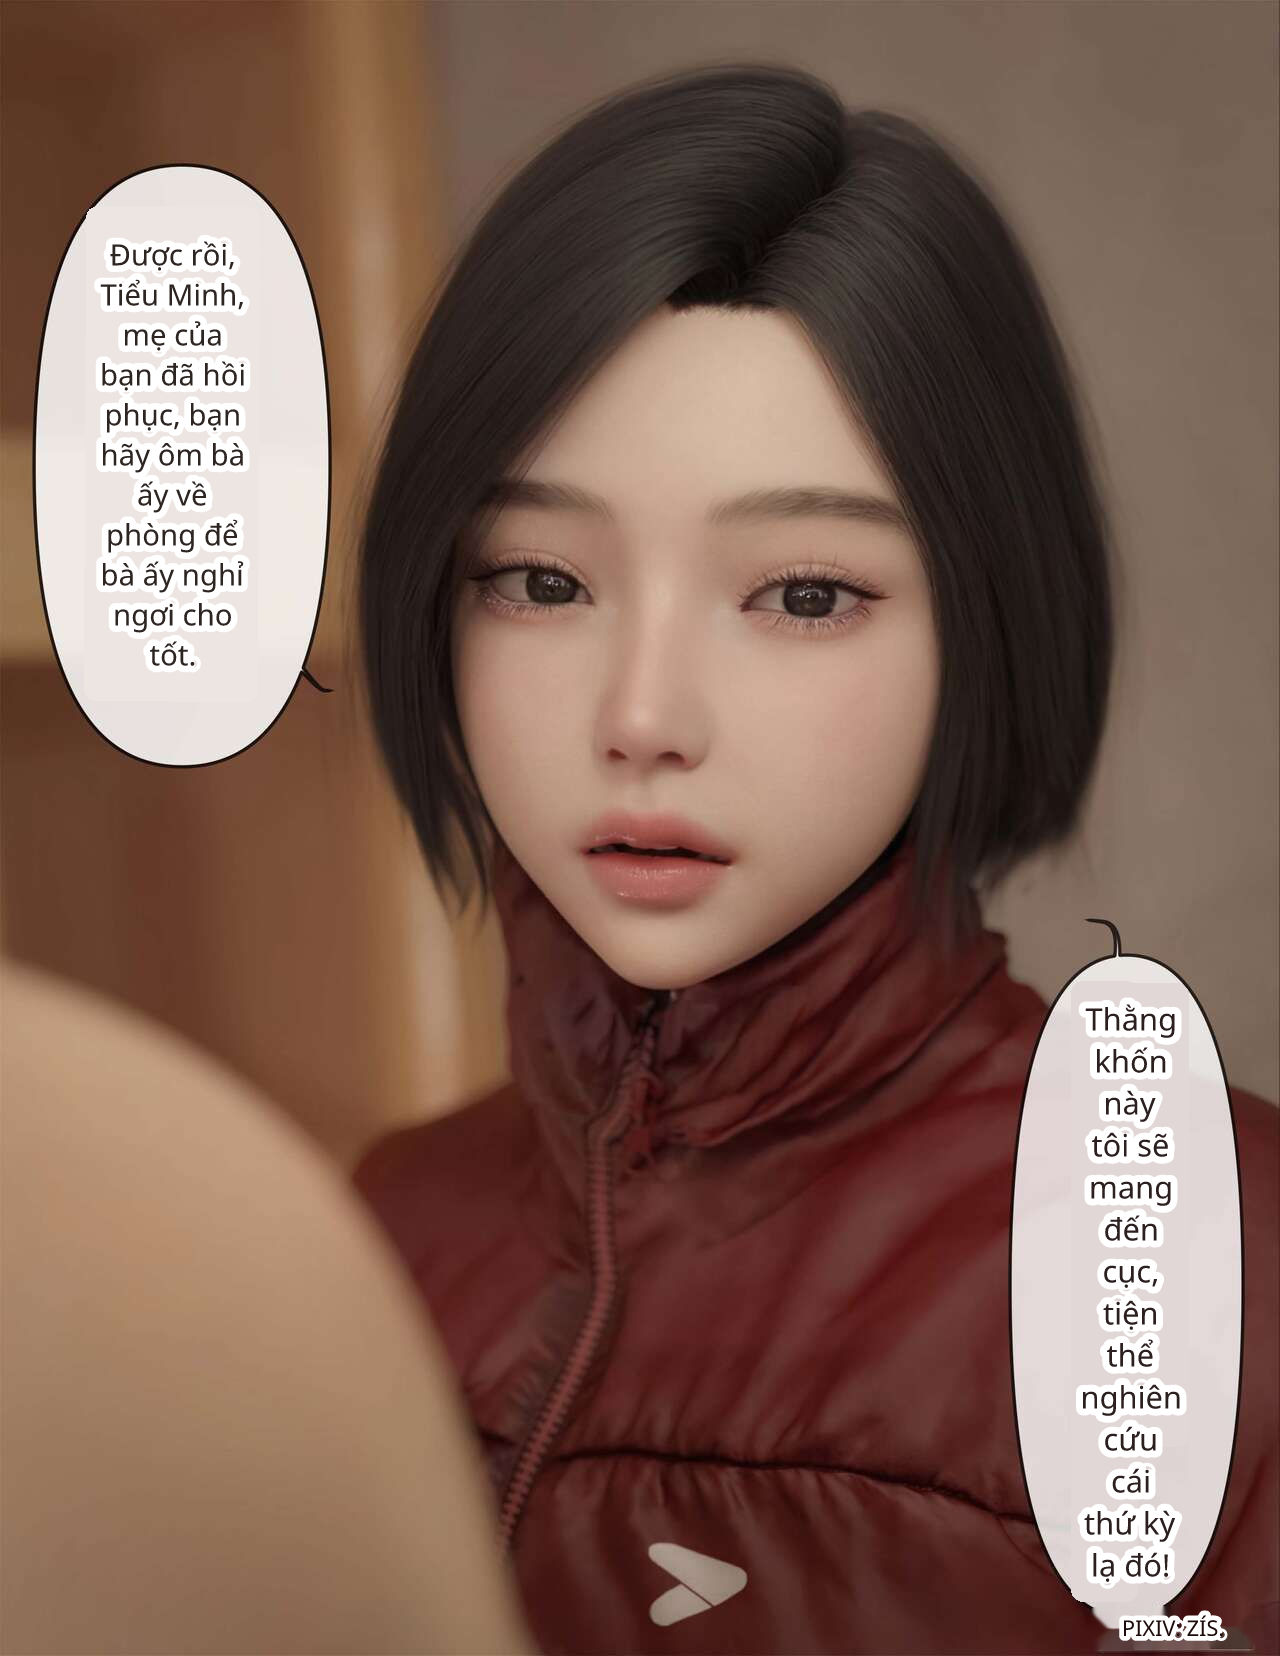 Được rồi,
Tiểu Minh,
mẹ của
bạn đã hồi
phục, bạn
hãy ôm bà
ấy về
phòng để
bà ấy nghỉ
ngơi cho
tốt.
Thằng
khốn
này
tôi sẽ
mang
đến
cục,
tiện
thể
nghiên
cứu
cái
thứ kỳ
lạ đó!
PIXIV:ZÍS.